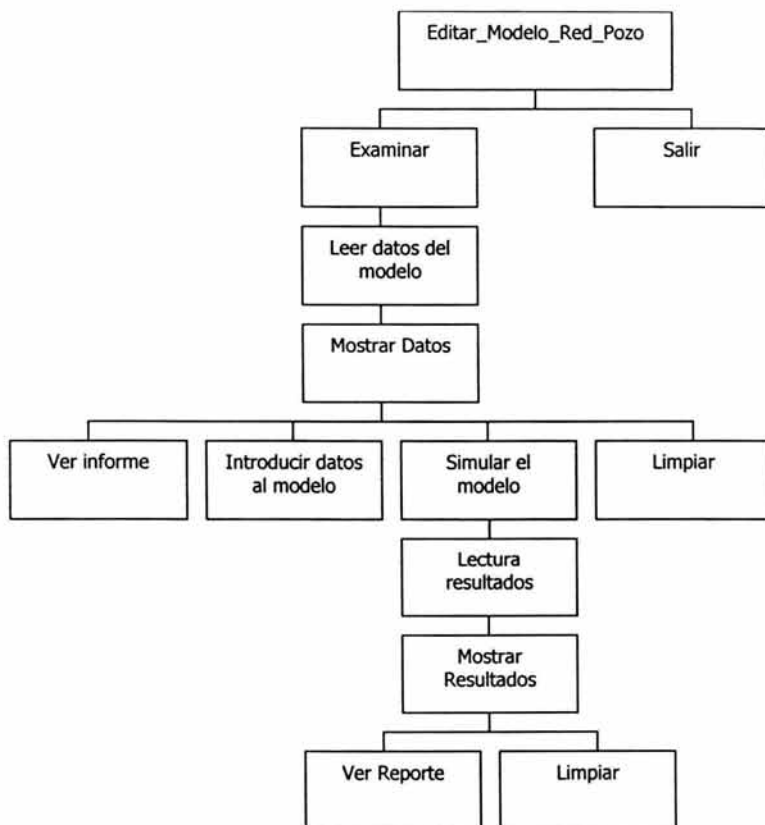 Editar_Modelo_Red_Pozo
Examinar
Salir
Leer datos del
modelo
Mostrar Datos
Ver informe
Introducir datos
al modelo
Simular el
modelo
Limpiar
Lectura
resultados
Mostrar
Resultados
Ver Reporte
Limpiar